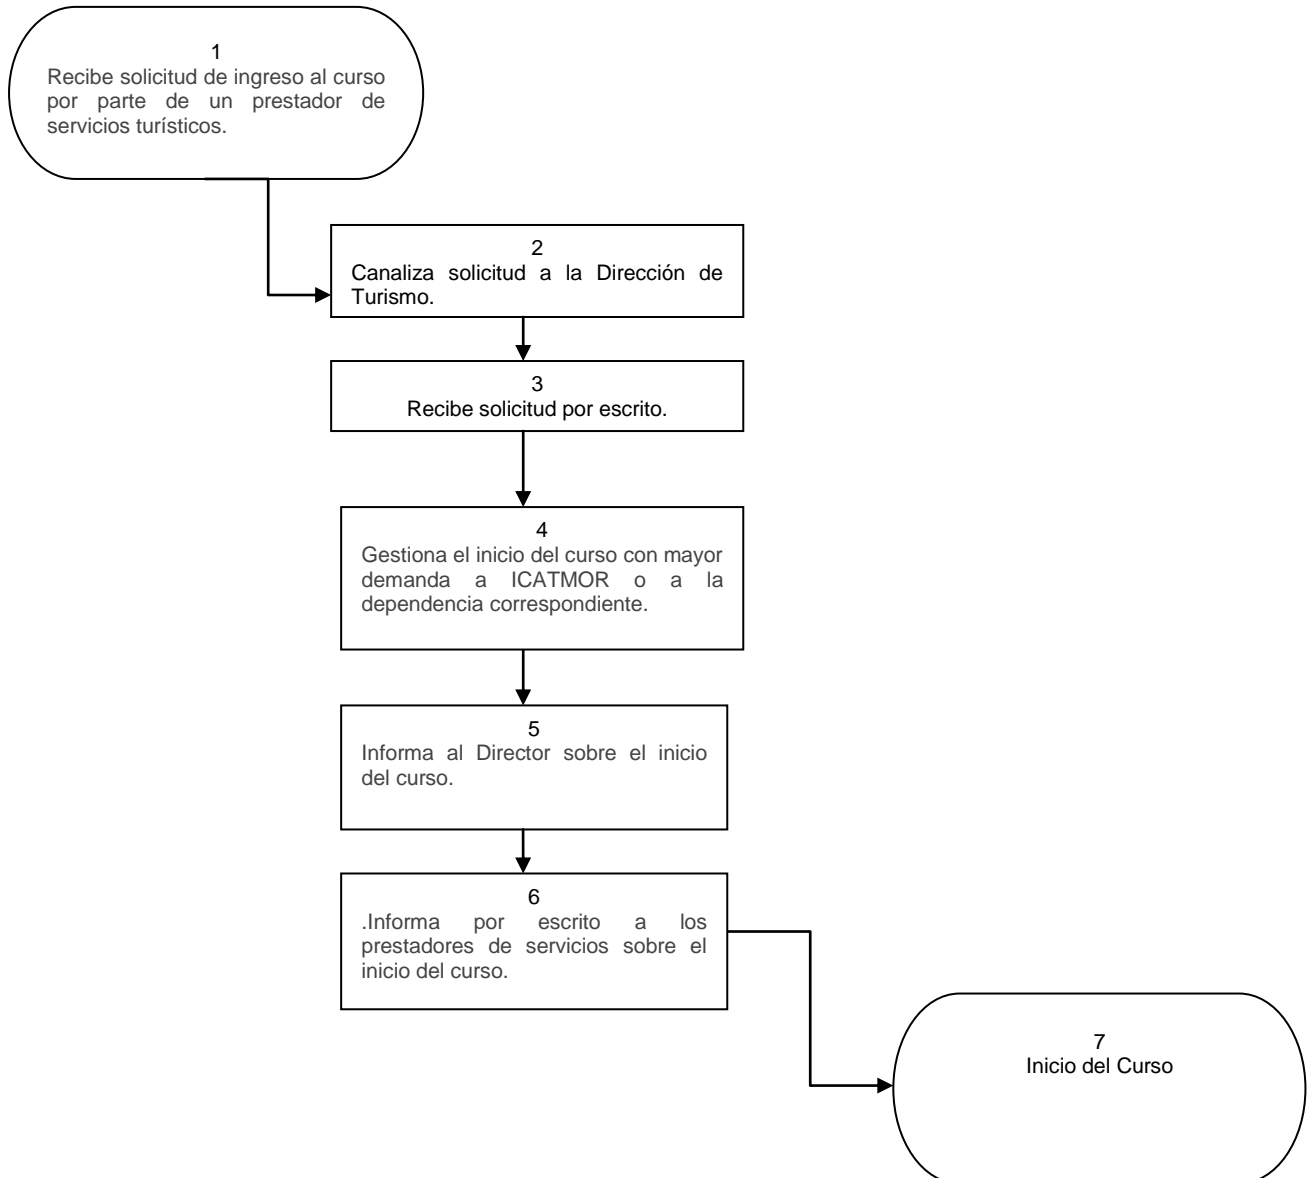 1
Recibe solicitud de ingreso al curso
por parte de un prestador de
servicios turísticos.
2
Canaliza solicitud a la Dirección de
Turismo.
3
Recibe solicitud por escrito.
4
Gestiona el inicio del curso con mayor
demanda a ICATMOR o a la
dependencia correspondiente.
5
Informa al Director sobre el inicio
del curso.
6
.Informa por escrito a los
prestadores de servicios sobre el
inicio del curso.
7
Inicio del Curso